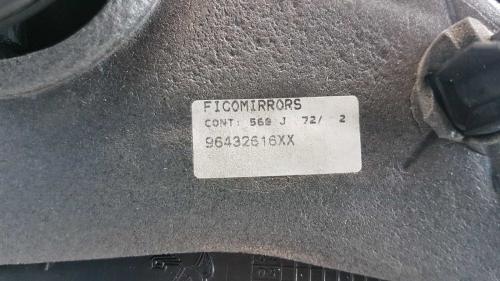 FICOMIRRORS
CONT: 569 J 72/ 2
96432616XX